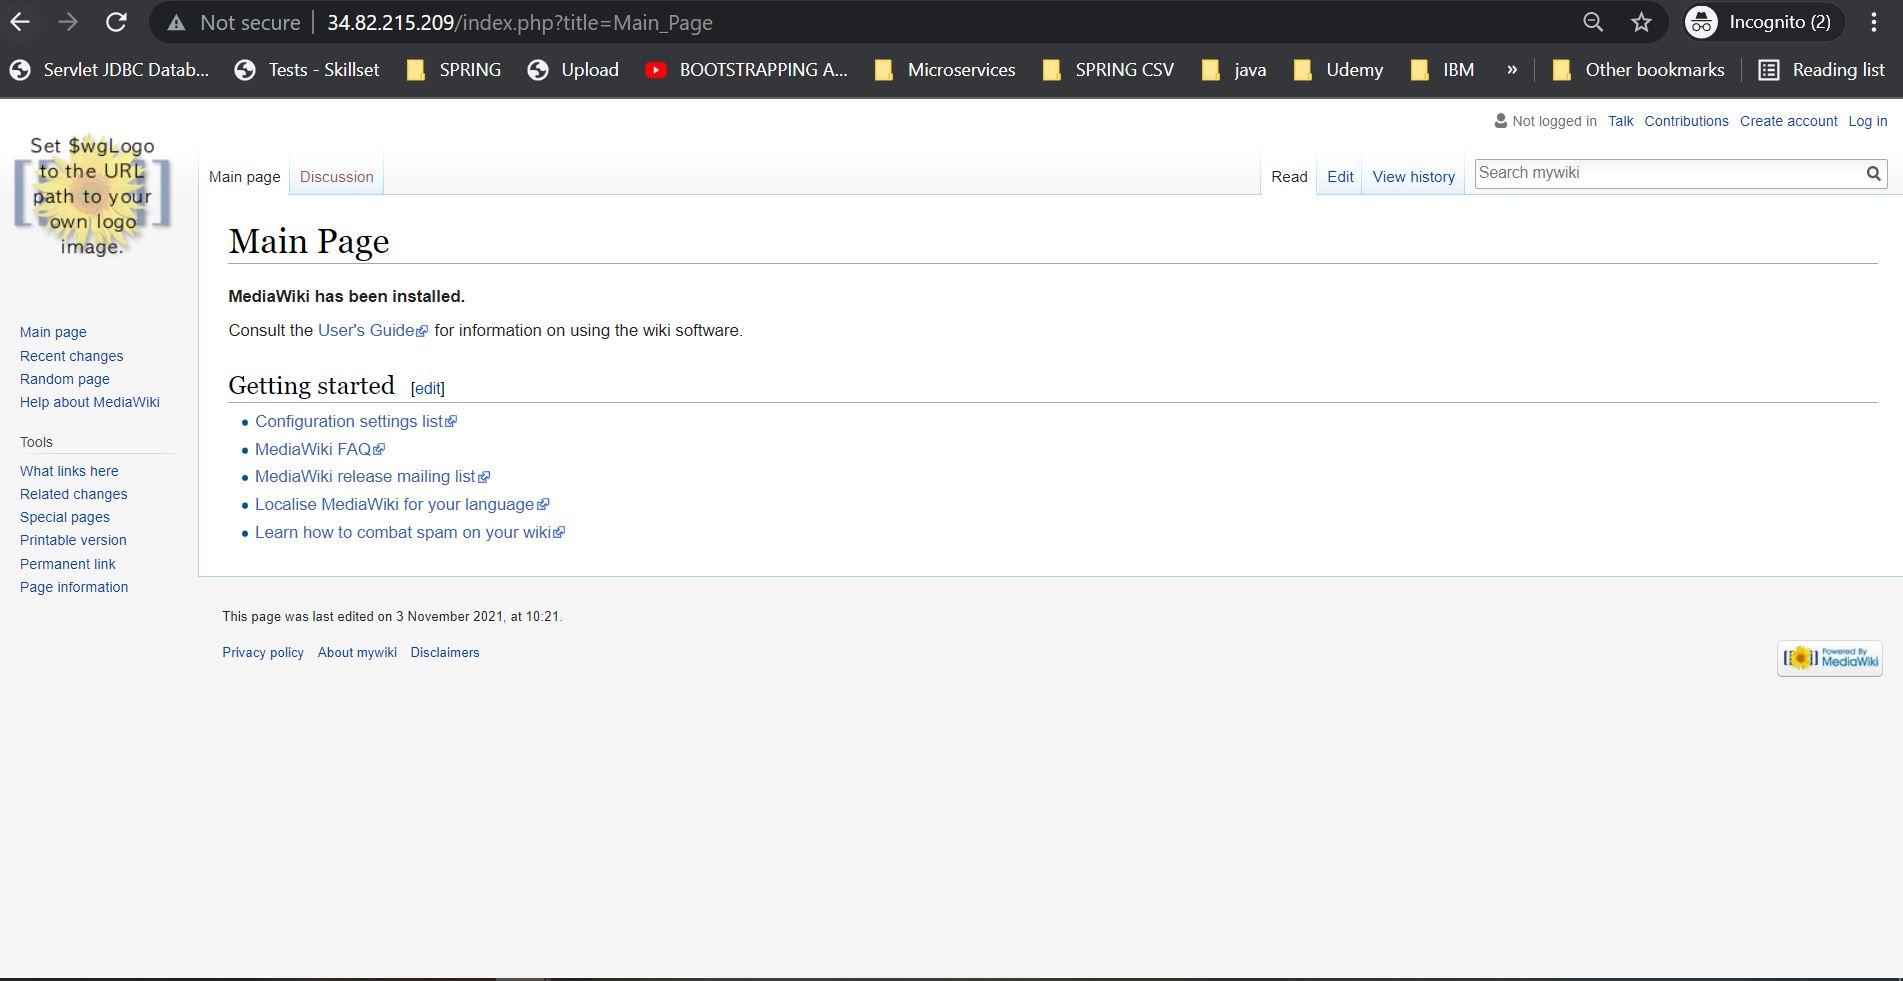 Not secure | 34.82.215.209/index.php?title=Main_Page Incognito (2)
Servlet JDBC Datab... Tests - Skillset SPRING Upload BOOTSTRAPPING A... Microservices SPRING CSV java Udemy IBM » Other bookmarks Reading list
Not logged in Talk Contributions Create account Log in
Set $wgLogo
to the URL
path to your
own logo
image.
Main page Discussion Read Edit View history Search mywiki
Main Page
MediaWiki has been installed.
Consult the User's Guide for information on using the wiki software.
Getting started [edit]
Configuration settings list
MediaWiki FAQ
MediaWiki release mailing list
Localise MediaWiki for your language
Learn how to combat spam on your wiki
Main page
Recent changes
Random page
Help about MediaWiki
Tools
What links here
Related changes
Special pages
Printable version
Permanent link
Page information
This page was last edited on 3 November 2021, at 10:21.
Privacy policy About mywiki Disclaimers
Powered By
MediaWiki